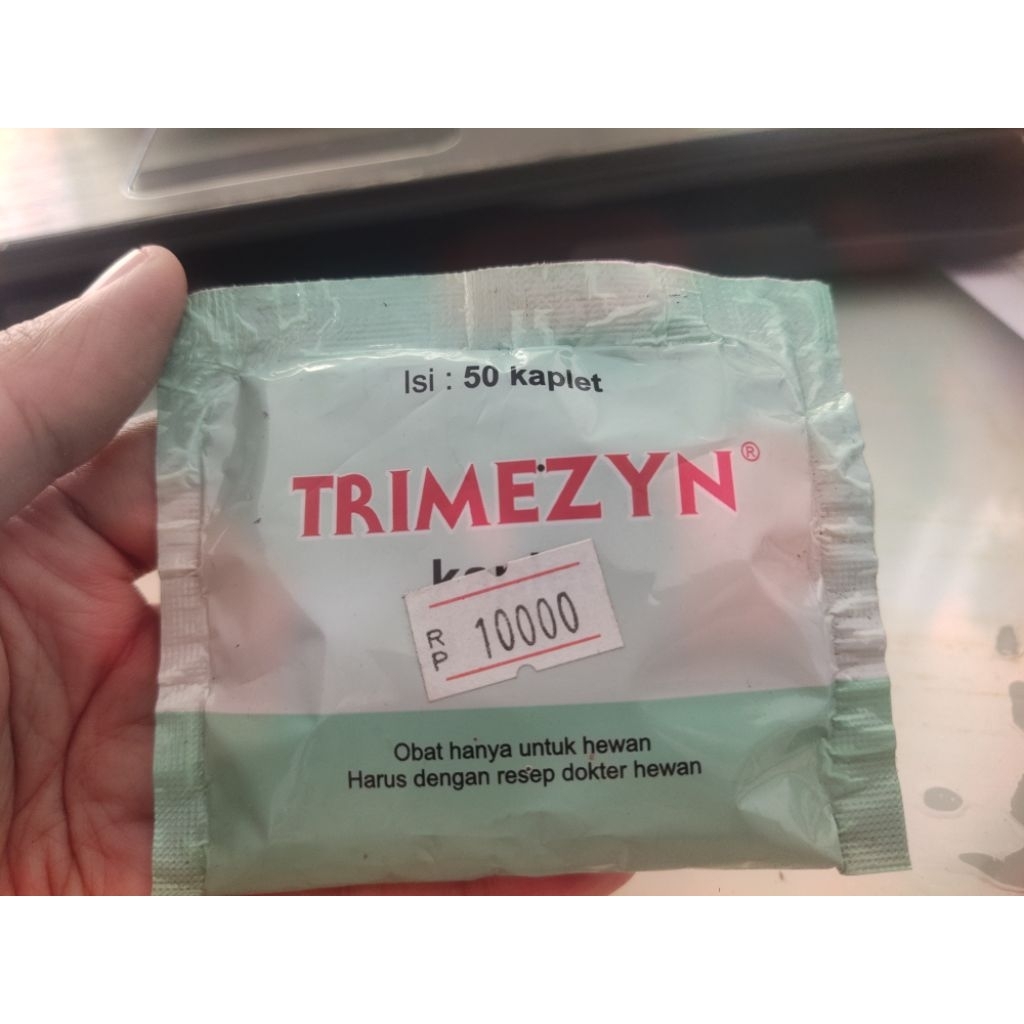 Isi : 50 kaplet
TRIMEZYN®
RP 10000
Obat hanya untuk hewan
Harus dengan resep dokter hewan